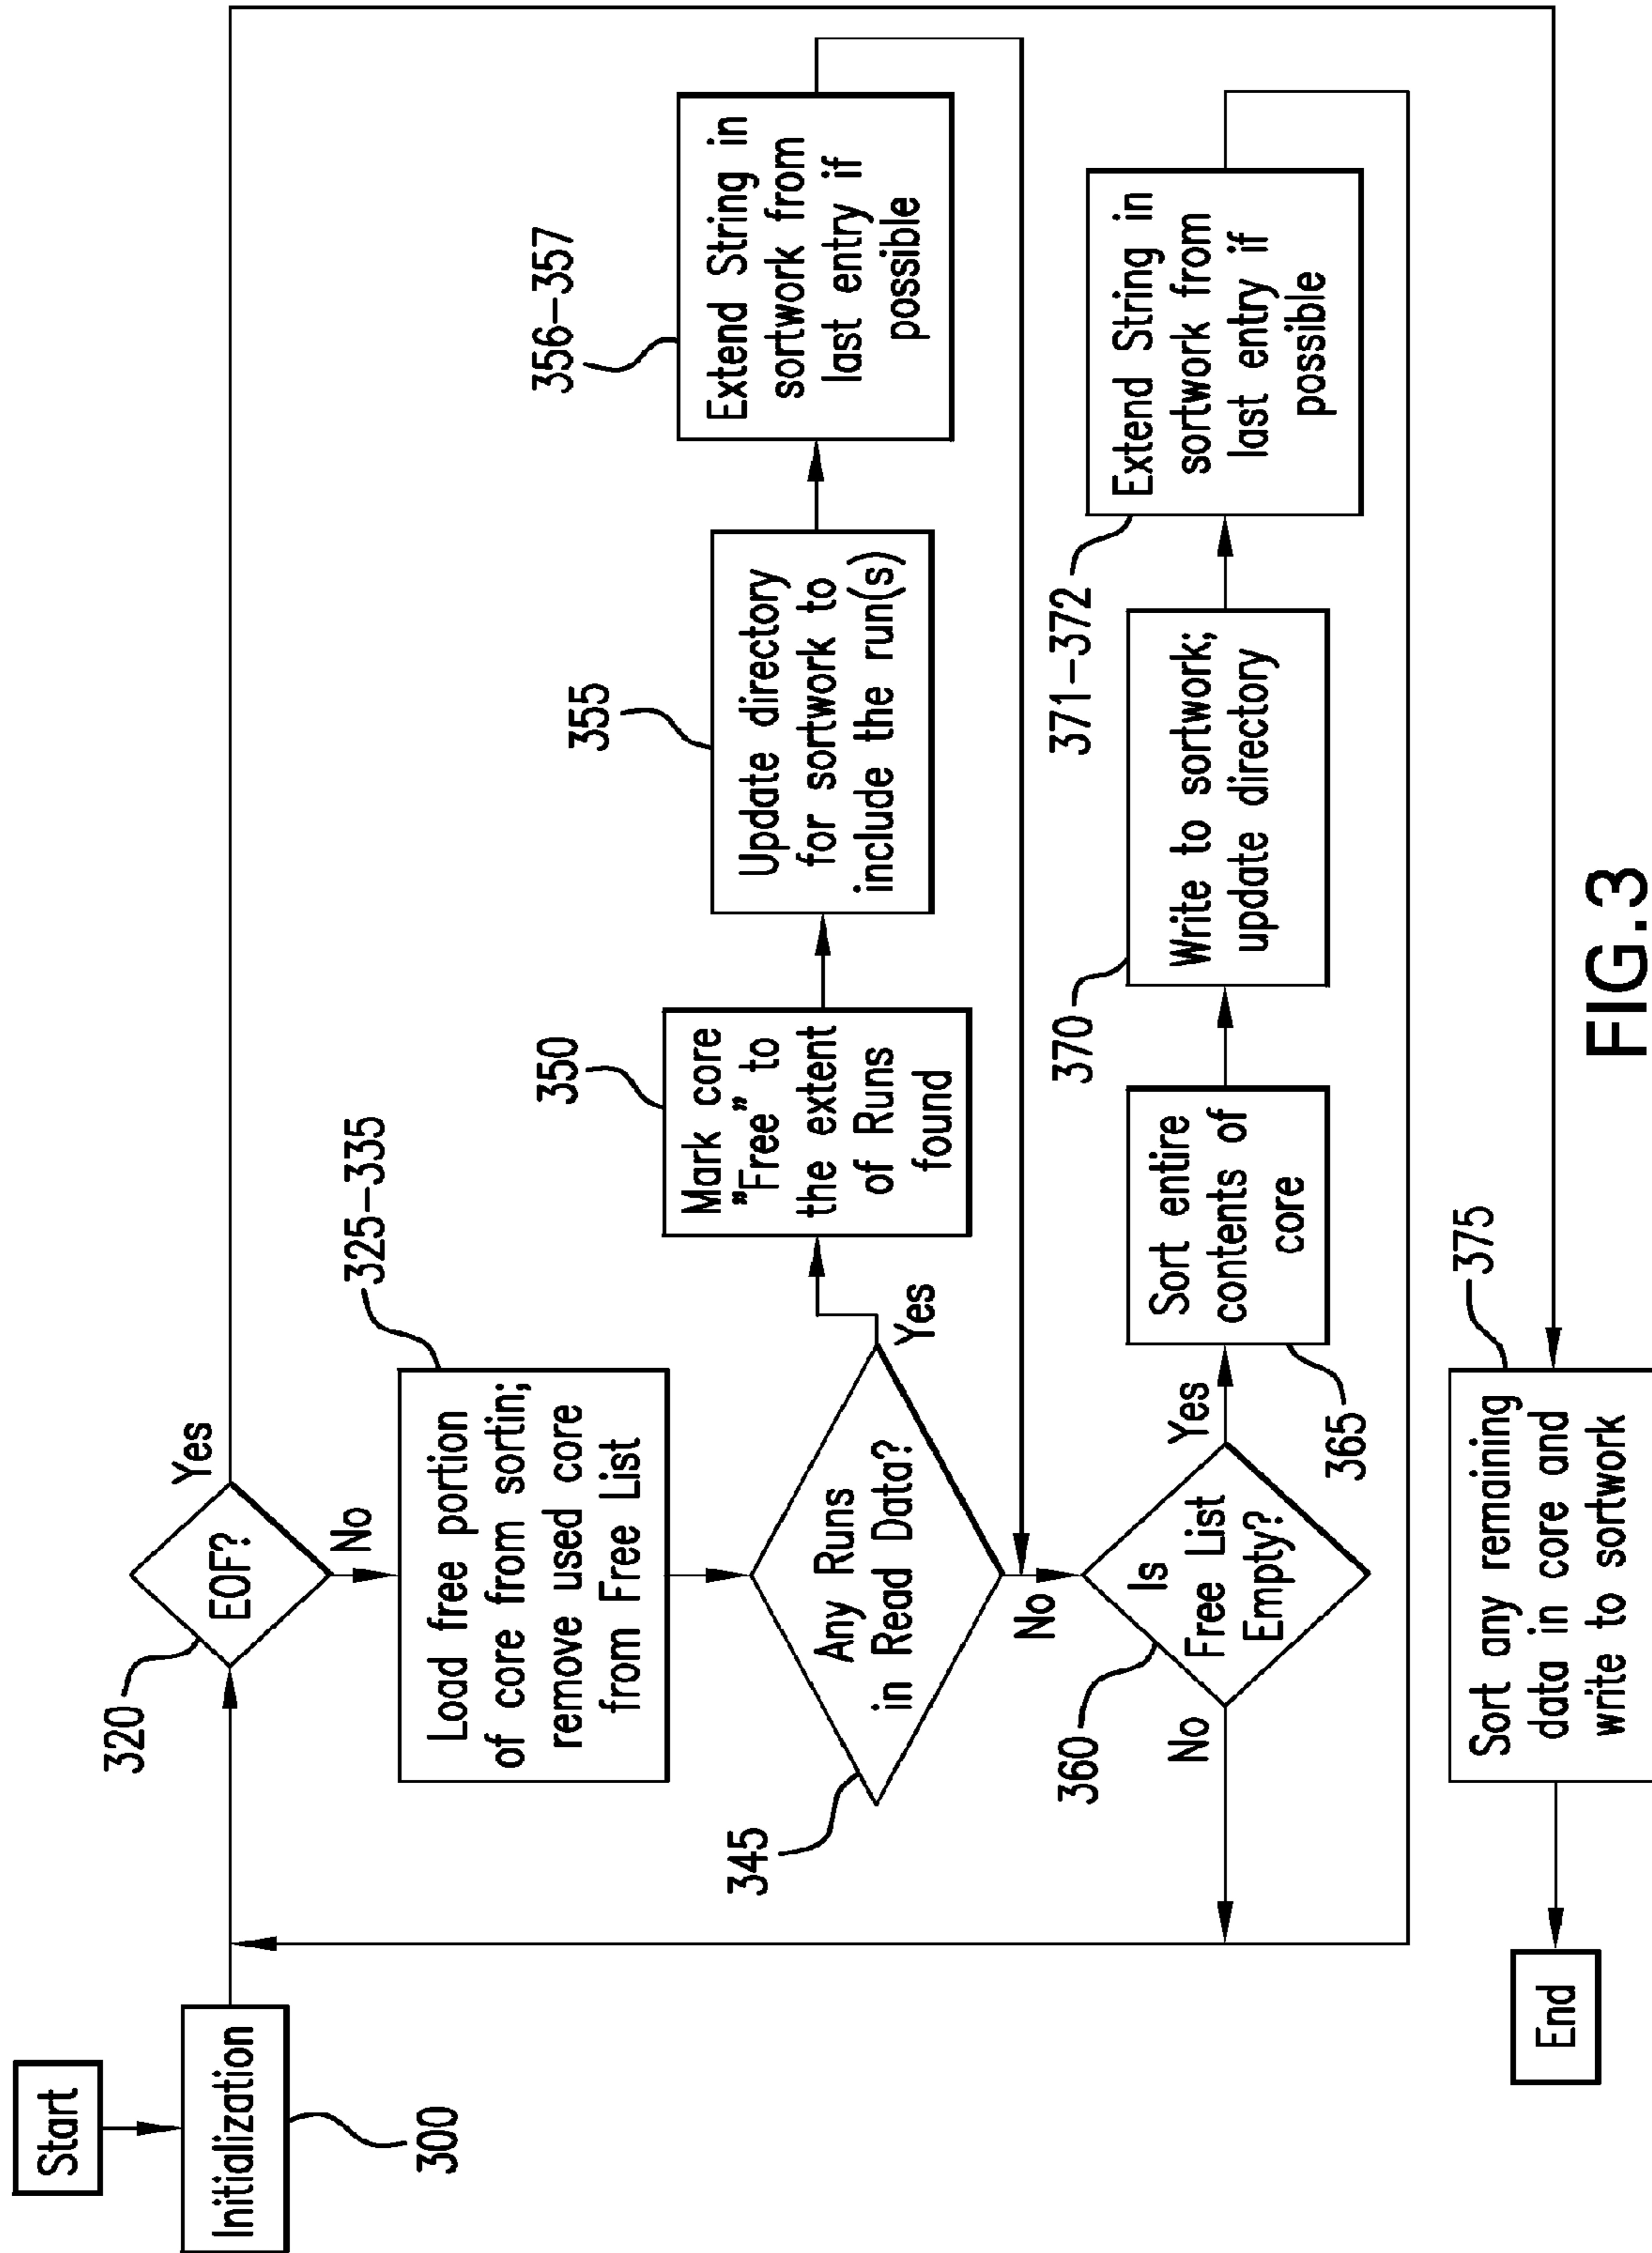 Start
Initialization
300
320
EOF?
Yes
No
325-335
Load free portion
of core from sortin;
remove used core
from Free List
345
Any Runs
in Read Data?
Yes
No
350
Mark core
"Free" to
the extent
of Runs
found
355
Update directory
for sortwork to
include the run(s)
356-357
Extend String in
sortwork from
last entry if
possible
360
Is
Free List
Empty?
No
Yes
365
Sort entire
contents of
core
370
Write to sortwork;
update directory
371-372
Extend String in
sortwork from
last entry if
possible
375
Sort any remaining
data in core and
write to sortwork
End
FIG.3